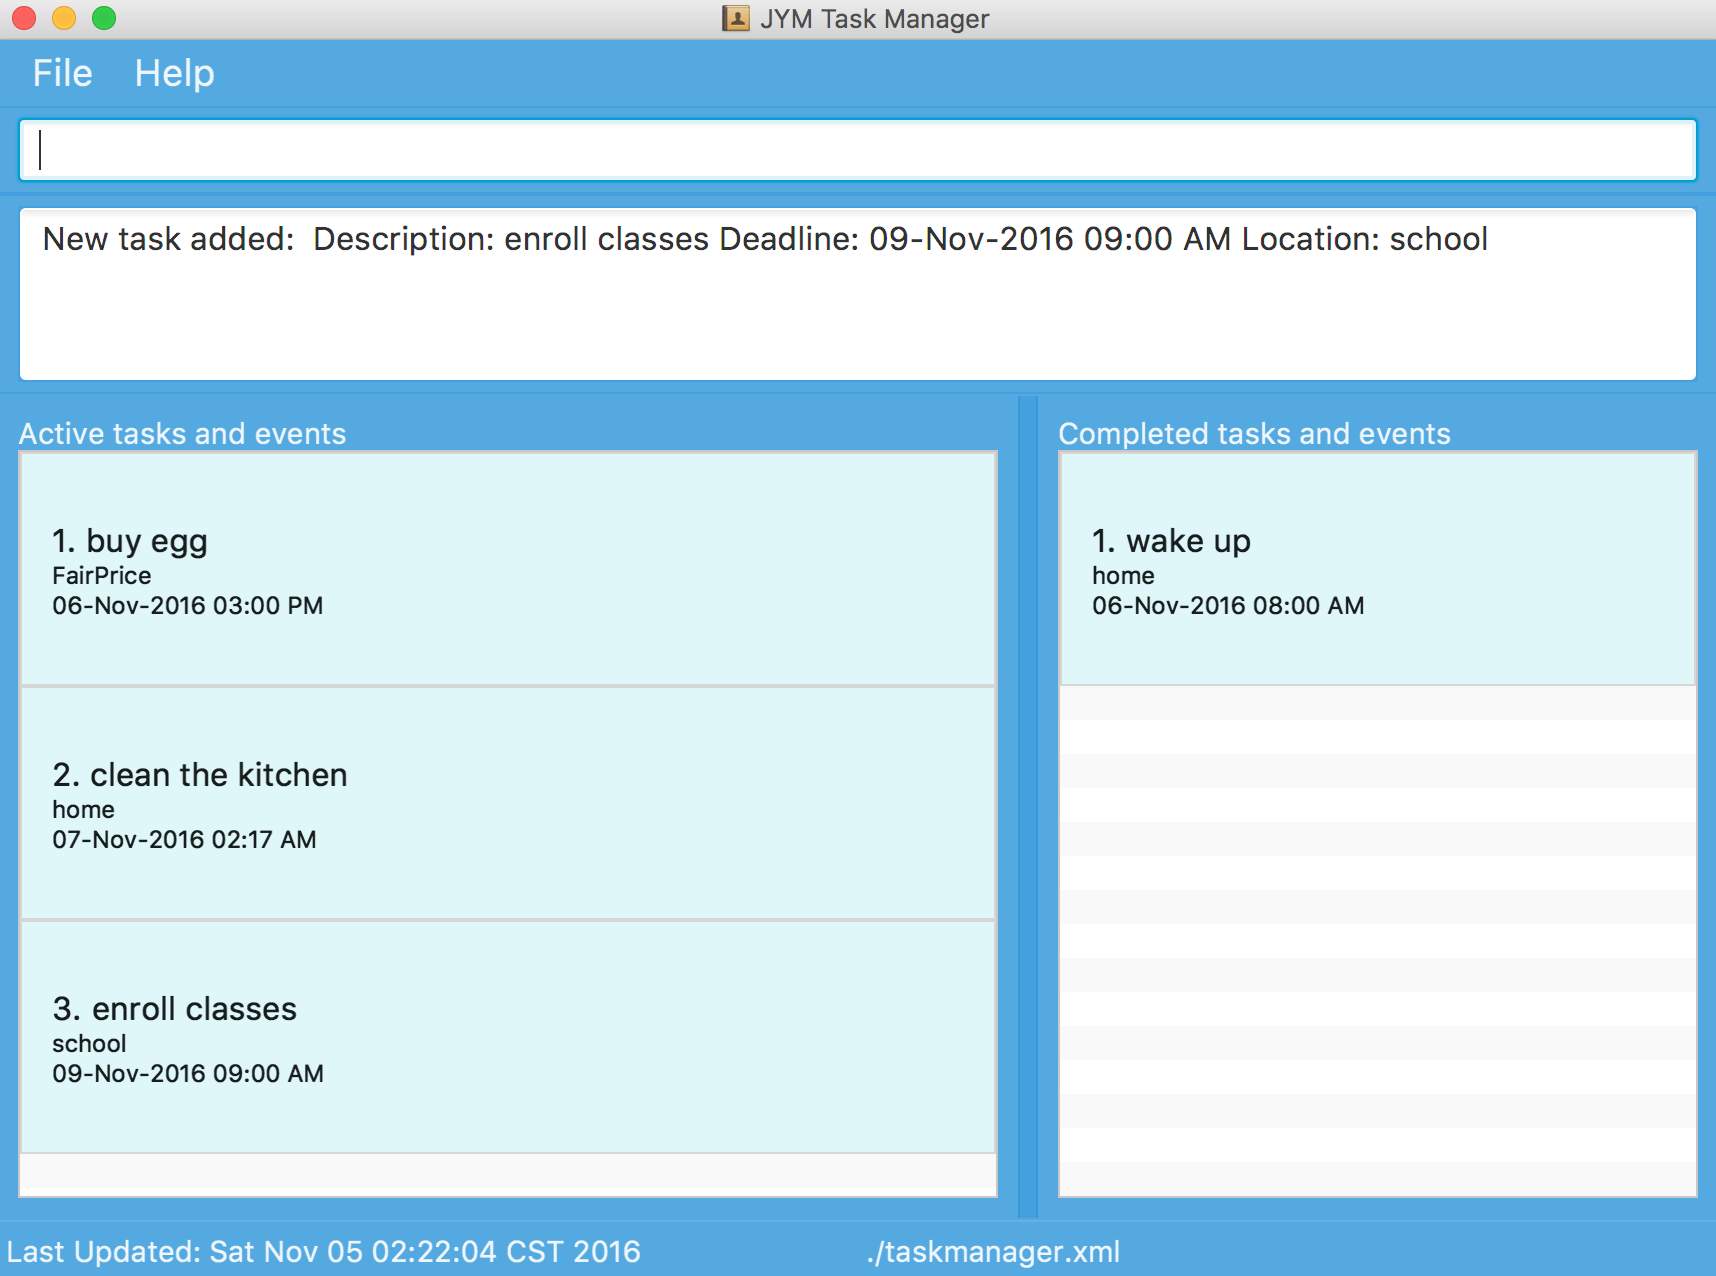 JYM Task Manager
File Help
New task added:  Description: enroll classes Deadline: 09-Nov-2016 09:00 AM Location: school
Active tasks and events
1. buy egg
FairPrice
06-Nov-2016 03:00 PM
2. clean the kitchen
home
07-Nov-2016 02:17 AM
3. enroll classes
school
09-Nov-2016 09:00 AM
Completed tasks and events
1. wake up
home
06-Nov-2016 08:00 AM
Last Updated: Sat Nov 05 02:22:04 CST 2016
./taskmanager.xml